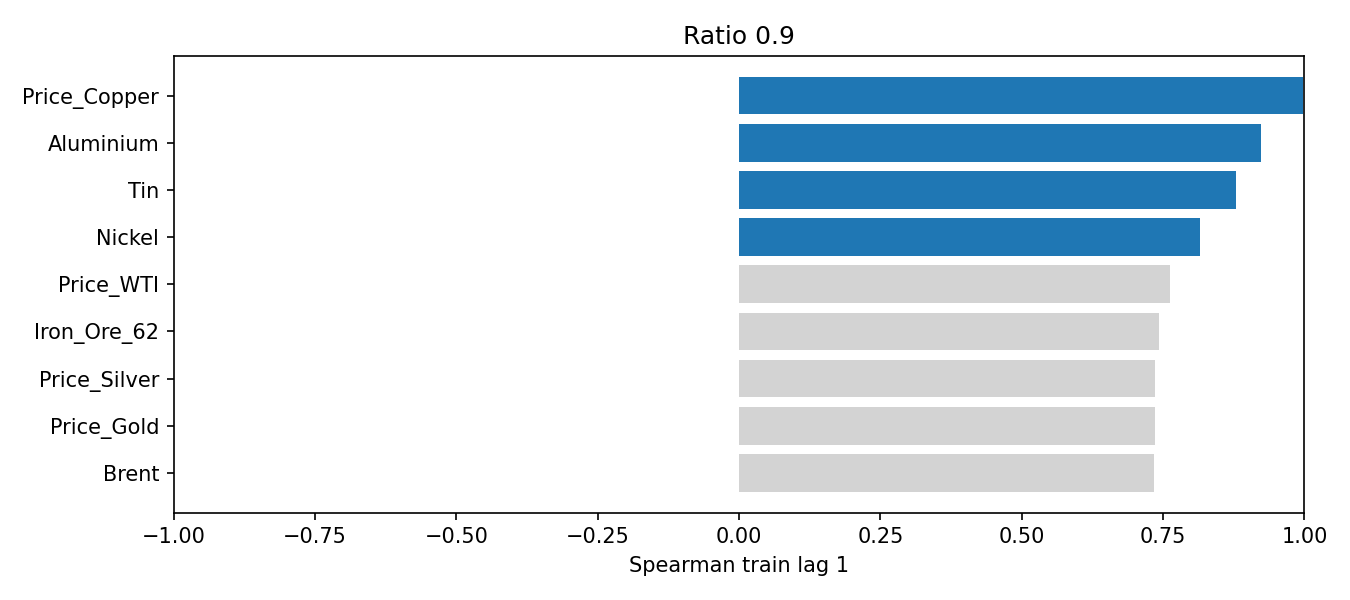 Ratio 0.9
Price_Copper
Aluminium
Tin
Nickel
Price_WTI
Iron_Ore_62
Price_Silver
Price_Gold
Brent
−1.00 −0.75 −0.50 −0.25 0.00 0.25 0.50 0.75 1.00
Spearman train lag 1